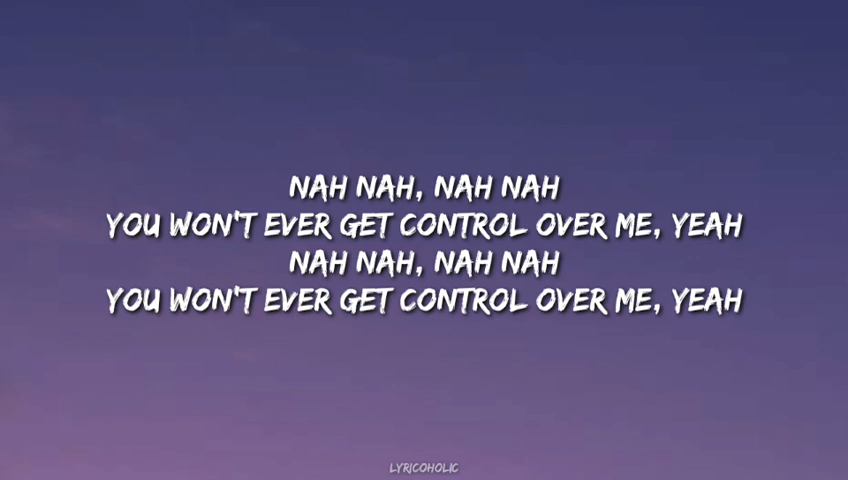 NAH NAH, NAH NAH
YOU WON'T EVER GET CONTROL OVER ME, YEAH
NAH NAH, NAH NAH
YOU WON'T EVER GET CONTROL OVER ME, YEAH
LYRICOHOLIC